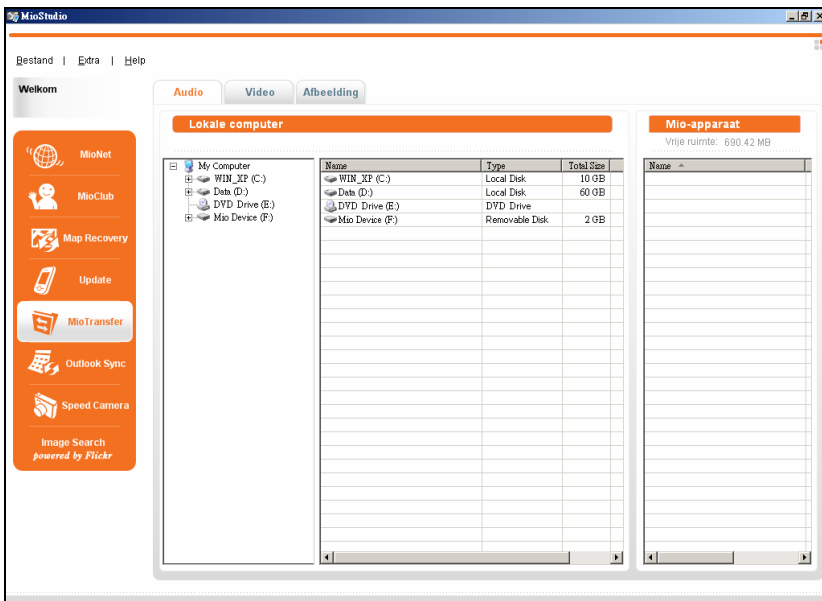 MioStudio
Bestand | Extra | Help
Welkom
Audio Video Afbeelding
MioNet
MioClub
Map Recovery
Update
MioTransfer
Outlook Sync
Speed Camera
Image Search
powered by Flickr
Lokale computer
My Computer
WIN_XP (C:)
Data (D:)
DVD Drive (E:)
Mio Device (F:)
Name Type Total Size
WIN_XP (C:) Local Disk 10 GB
Data (D:) Local Disk 60 GB
DVD Drive (E:) DVD Drive
Mio Device (F:) Removable Disk 2 GB
Mio-apparaat
Vrije ruimte: 690.42 MB
Name